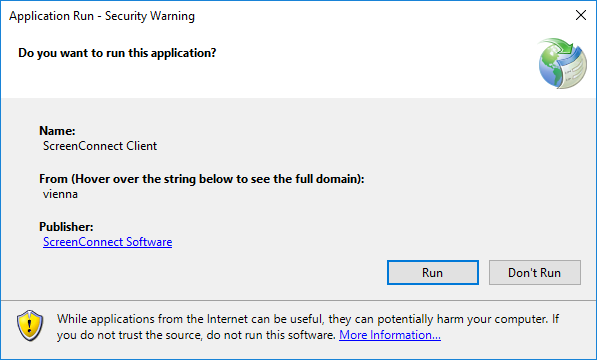 Application Run - Security Warning
Do you want to run this application?
Name:
ScreenConnect Client
From (Hover over the string below to see the full domain):
vienna
Publisher:
ScreenConnect Software
Run
Don't Run
While applications from the Internet can be useful, they can potentially harm your computer. If
you do not trust the source, do not run this software. More Information...